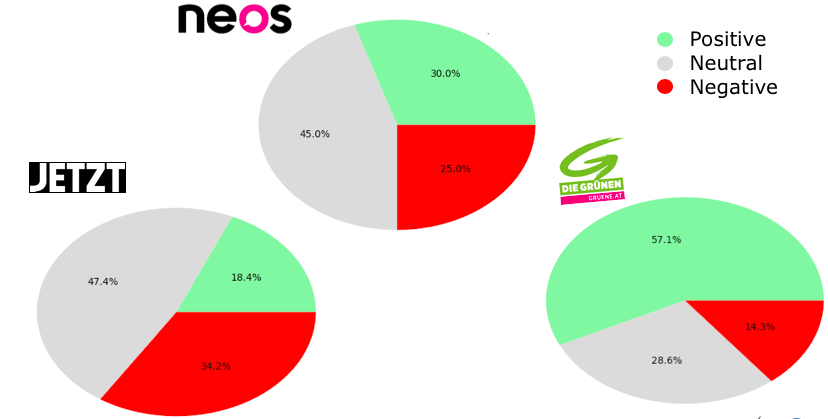 neos
Positive
Neutral
Negative
30.0%
45.0%
25.0%
JETZT
DIE GRÜNEN
GRUENE.AT
57.1%
14.3%
28.6%
47.4%
18.4%
34.2%